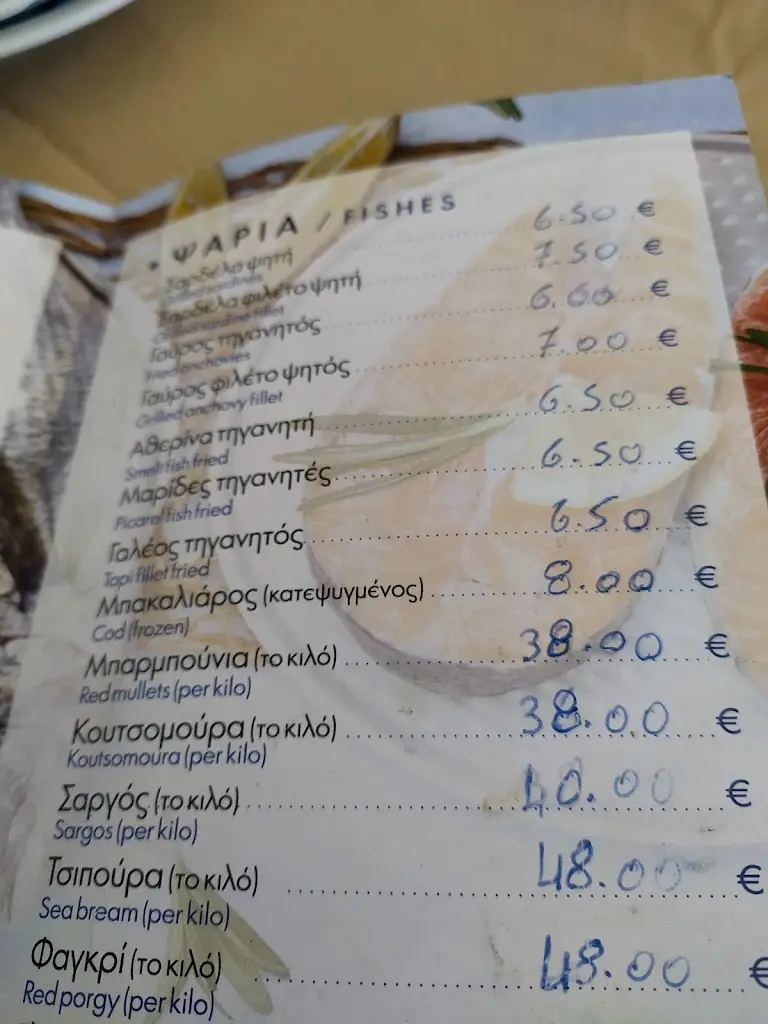 • ΨΑΡΙΑ / FISHES
Σαρδέλα ψητή 6.50 €
Grilled sardines
Σαρδέλα φιλέτο ψητή 7.50 €
Grilled sardine fillet
Γαύρος τηγανητός 6.60 €
Fried anchovies
Γαύρος φιλέτο ψητός 7.00 €
Grilled anchovy fillet
Αθερίνα τηγανητή 6.50 €
Smelt fish fried
Μαρίδες τηγανητές 6.50 €
Picarel fish fried
Γαλέος τηγανητός 6.50 €
Topi fillet fried
Μπακαλιάρος (κατεψυγμένος) 8.00 €
Cod (frozen)
Μπαρμπούνια (το κιλό) 38.00 €
Red mullets (per kilo)
Κουτσομούρα (το κιλό) 38.00 €
Koutsomoura (per kilo)
Σαργός (το κιλό) 40.00 €
Sargos (per kilo)
Τσιπούρα (το κιλό) 48.00 €
Sea bream (per kilo)
Φαγκρί (το κιλό) 48.00 €
Red porgy (per kilo)